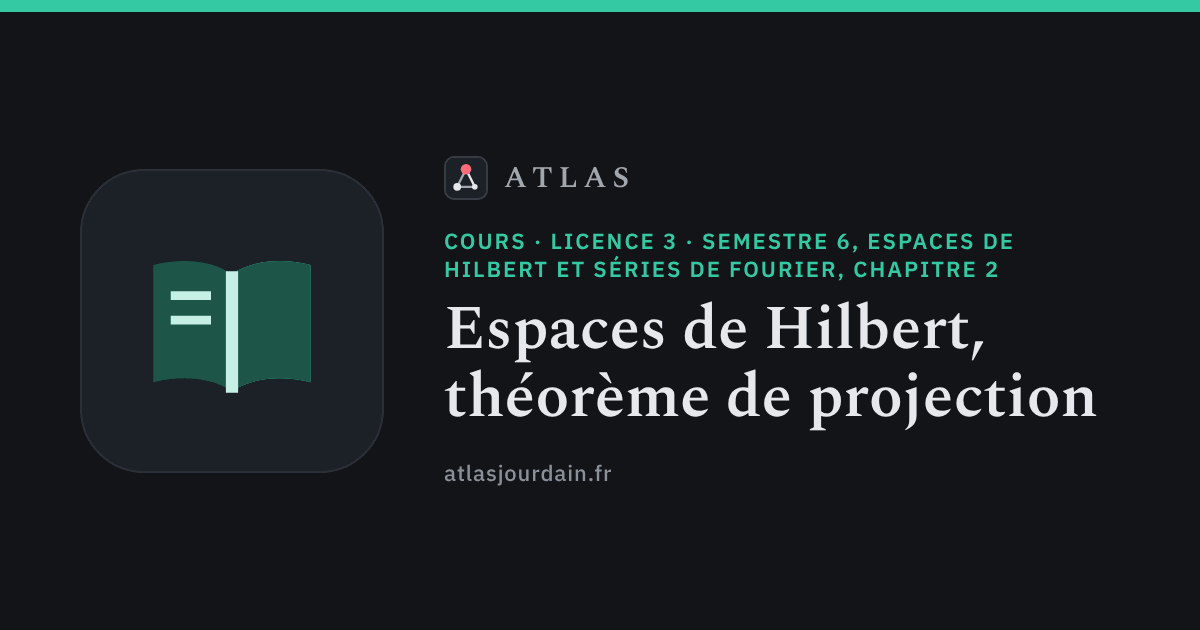 ATLAS
COURS · LICENCE 3 · SEMESTRE 6, ESPACES DE
HILBERT ET SÉRIES DE FOURIER, CHAPITRE 2
Espaces de Hilbert,
théorème de projection
atlasjourdain.fr